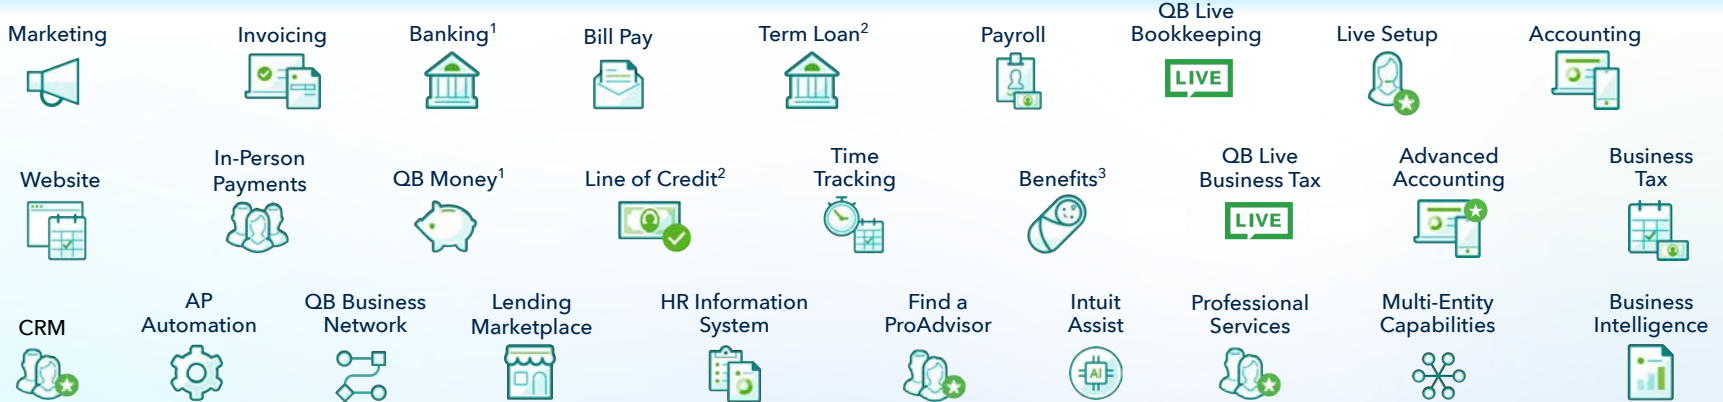 Marketing
Invoicing
Banking¹
Bill Pay
Term Loan²
Payroll
QB Live
Bookkeeping
LIVE
Live Setup
Accounting
Website
In-Person
Payments
QB Money¹
Line of Credit²
Time
Tracking
Benefits³
QB Live
Business Tax
LIVE
Advanced
Accounting
Business
Tax
CRM
AP
Automation
QB Business
Network
Lending
Marketplace
HR Information
System
Find a
ProAdvisor
Intuit
Assist
AI
Professional
Services
Multi-Entity
Capabilities
Business
Intelligence